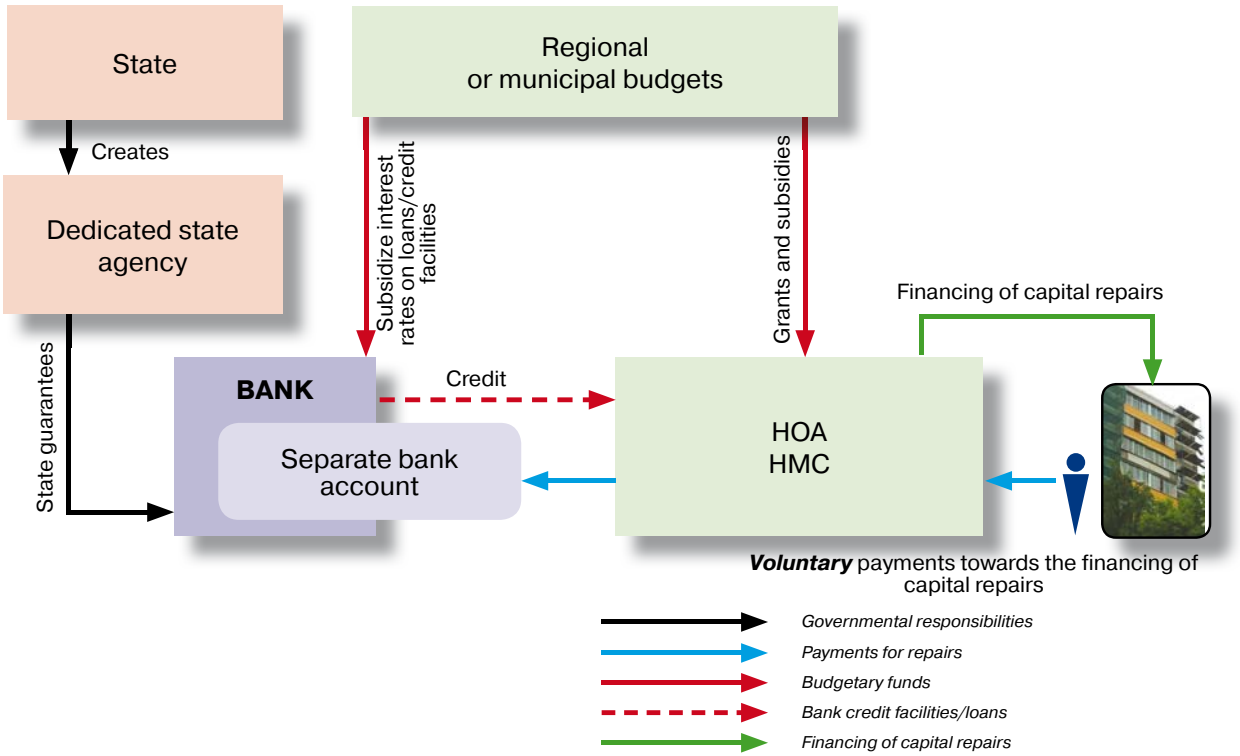 State
Regional
or municipal budgets
Creates
Dedicated state
agency
Subsidize interest
rates on loans/credit
facilities
Grants and subsidies
Financing of capital repairs
State guarantees
BANK
Credit
Separate bank
account
HOA
HMC
Voluntary payments towards the financing of
capital repairs
Governmental responsibilities
Payments for repairs
Budgetary funds
Bank credit facilities/loans
Financing of capital repairs